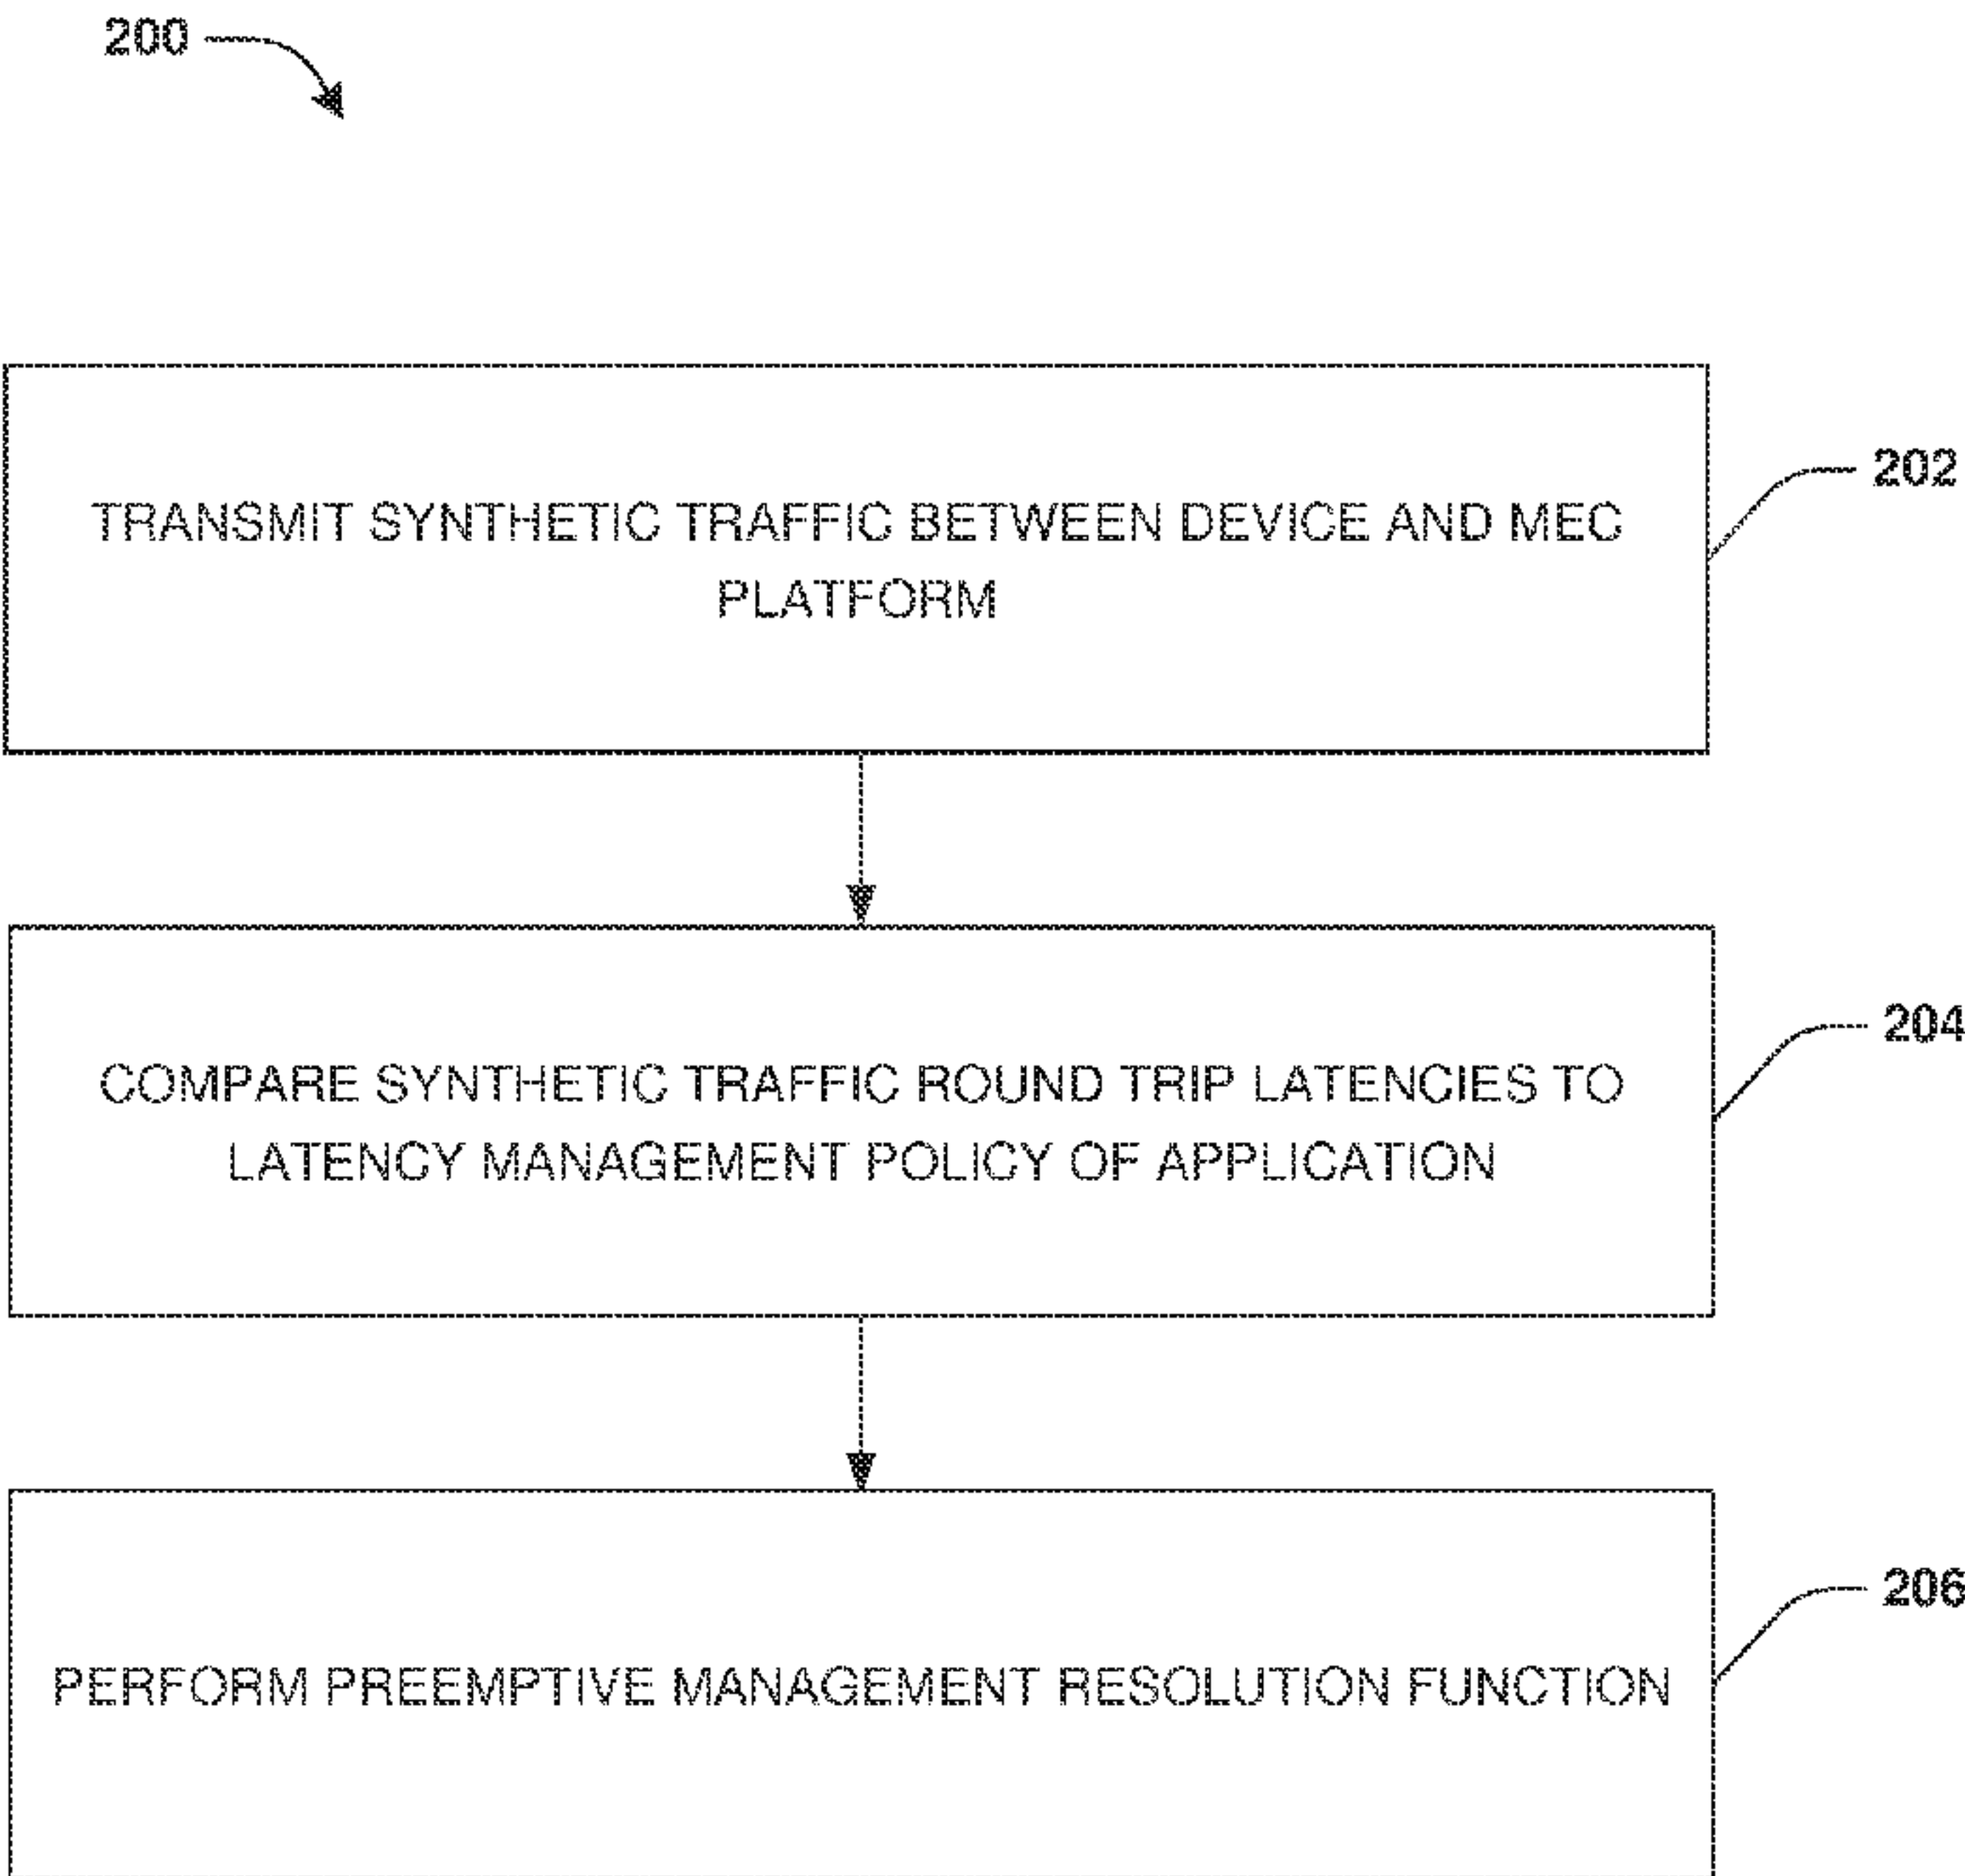 200
TRANSMIT SYNTHETIC TRAFFIC BETWEEN DEVICE AND MEC
PLATFORM
202
COMPARE SYNTHETIC TRAFFIC ROUND TRIP LATENCIES TO
LATENCY MANAGEMENT POLICY OF APPLICATION
204
PERFORM PREEMPTIVE MANAGEMENT RESOLUTION FUNCTION
206